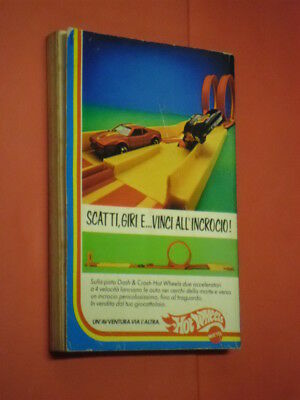 SCATTI, GIRI E...VINCI ALL'INCROCIO!
Sulla pista Dash & Crash Hot Wheels due acceleratori
a 4 velocità lanciano le auto nei cerchi della morte e verso
un incrocio pericolosissimo, fino al traguardo.
In vendita dal tuo giocattolaio.
UN'AVVENTURA VIA L'ALTRA.
HOT WHEELS
MATTEL